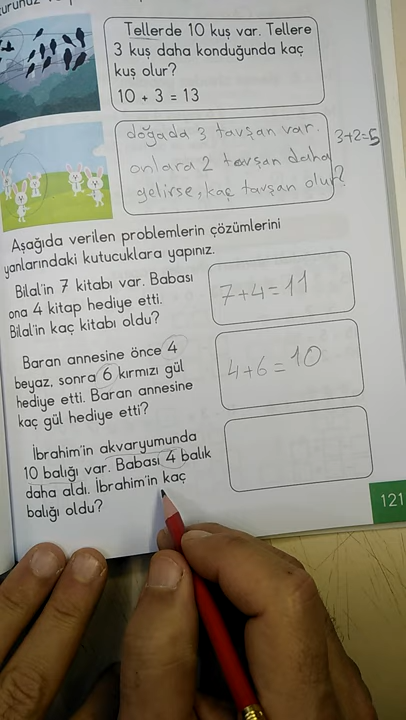 Tellerde 10 kuş var. Tellere
3 kuş daha konduğunda kaç
kuş olur?
10 + 3 = 13
doğada 3 tavşan var.
onlara 2 tavşan daha
gelirse, kaç tavşan olur?
3+2=5
Aşağıda verilen problemlerin çözümlerini
yanlarındaki kutucuklara yapınız.
Bilal'in 7 kitabı var. Babası
ona 4 kitap hediye etti.
Bilal'in kaç kitabı oldu?
7+4=11
Baran annesine önce 4
beyaz, sonra 6 kırmızı gül
hediye etti. Baran annesine
kaç gül hediye etti?
4+6=10
İbrahim'in akvaryumunda
10 balığı var. Babası 4 balık
daha aldı. İbrahim'in kaç
balığı oldu?
121